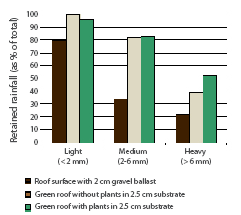 Retained rainfall (as % of total)
100
90
80
70
60
50
40
30
20
10
0
Light
(<2 mm)
Medium
(2-6 mm)
Heavy
(> 6 mm)
Roof surface with 2 cm gravel ballast
Green roof without plants in 2.5 cm substrate
Green roof with plants in 2.5 cm substrate